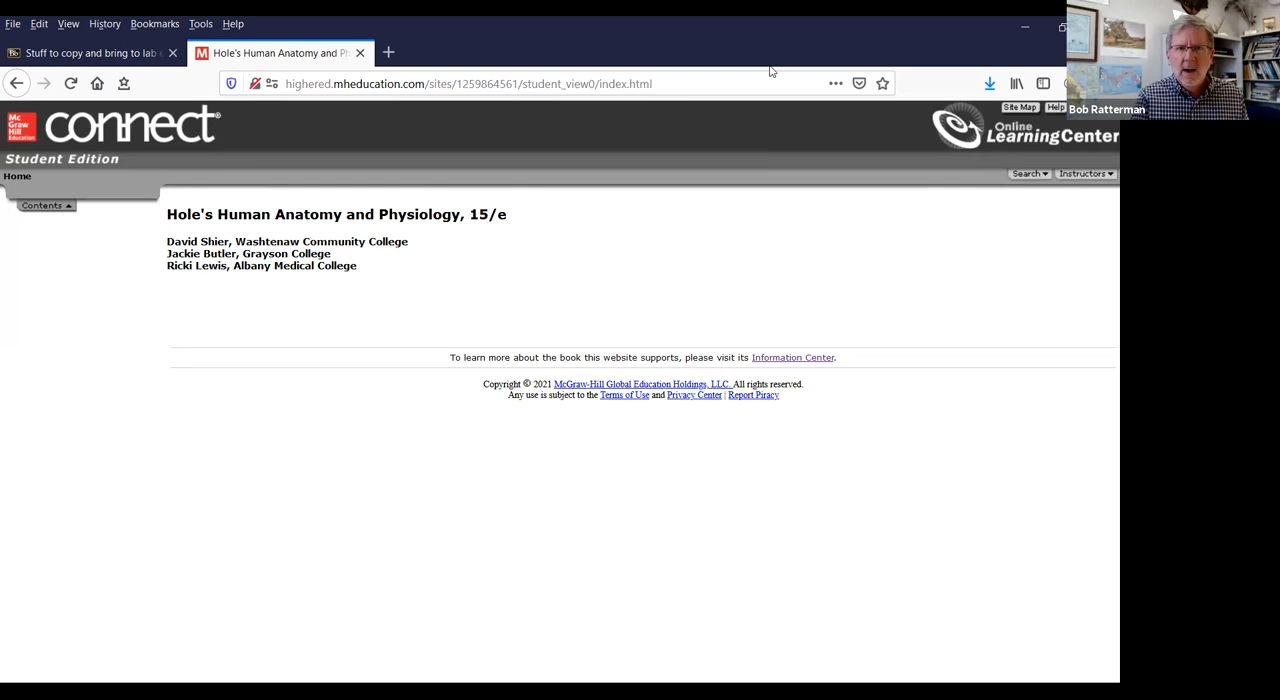 File Edit View History Bookmarks Tools Help
Stuff to copy and bring to lab
Hole's Human Anatomy and Ph
highered.mheducation.com/sites/1259864561/student_view0/index.html
Bob Ratterman
Mc
Graw
Hill
Education
connect®
Site Map Help
Online
LearningCenter
Student Edition
Home
Search Instructors
Contents
Hole's Human Anatomy and Physiology, 15/e
David Shier, Washtenaw Community College
Jackie Butler, Grayson College
Ricki Lewis, Albany Medical College
To learn more about the book this website supports, please visit its Information Center.
Copyright © 2021 McGraw-Hill Global Education Holdings, LLC. All rights reserved.
Any use is subject to the Terms of Use and Privacy Center | Report Piracy